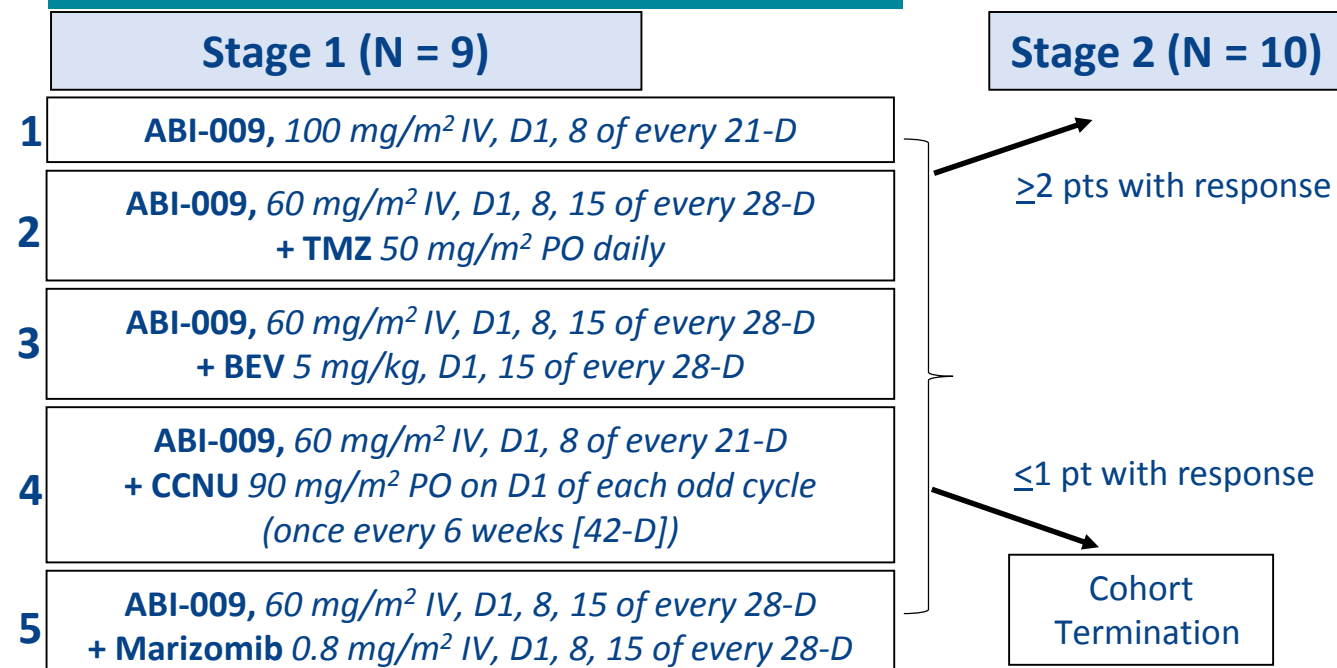 Stage 1 (N = 9)
Stage 2 (N = 10)
1
ABI-009, 100 mg/m² IV, D1, 8 of every 21-D
2
ABI-009, 60 mg/m² IV, D1, 8, 15 of every 28-D
+ TMZ 50 mg/m² PO daily
3
ABI-009, 60 mg/m² IV, D1, 8, 15 of every 28-D
+ BEV 5 mg/kg, D1, 15 of every 28-D
4
ABI-009, 60 mg/m² IV, D1, 8 of every 21-D
+ CCNU 90 mg/m² PO on D1 of each odd cycle
(once every 6 weeks [42-D])
5
ABI-009, 60 mg/m² IV, D1, 8, 15 of every 28-D
+ Marizomib 0.8 mg/m² IV, D1, 8, 15 of every 28-D
≥2 pts with response
≤1 pt with response
Cohort
Termination